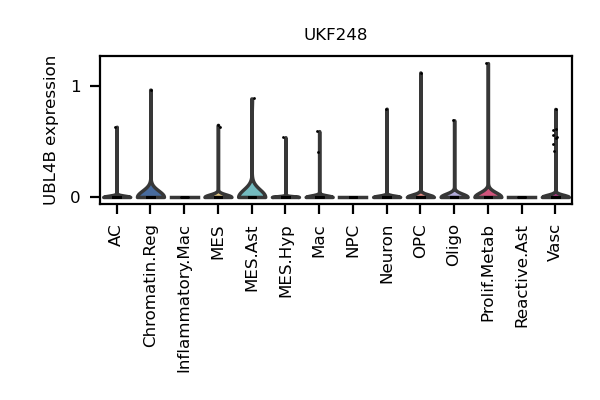 UKF248
UBL4B expression
1
0
AC
Chromatin.Reg
Inflammatory.Mac
MES
MES.Ast
MES.Hyp
Mac
NPC
Neuron
OPC
Oligo
Prolif.Metab
Reactive.Ast
Vasc